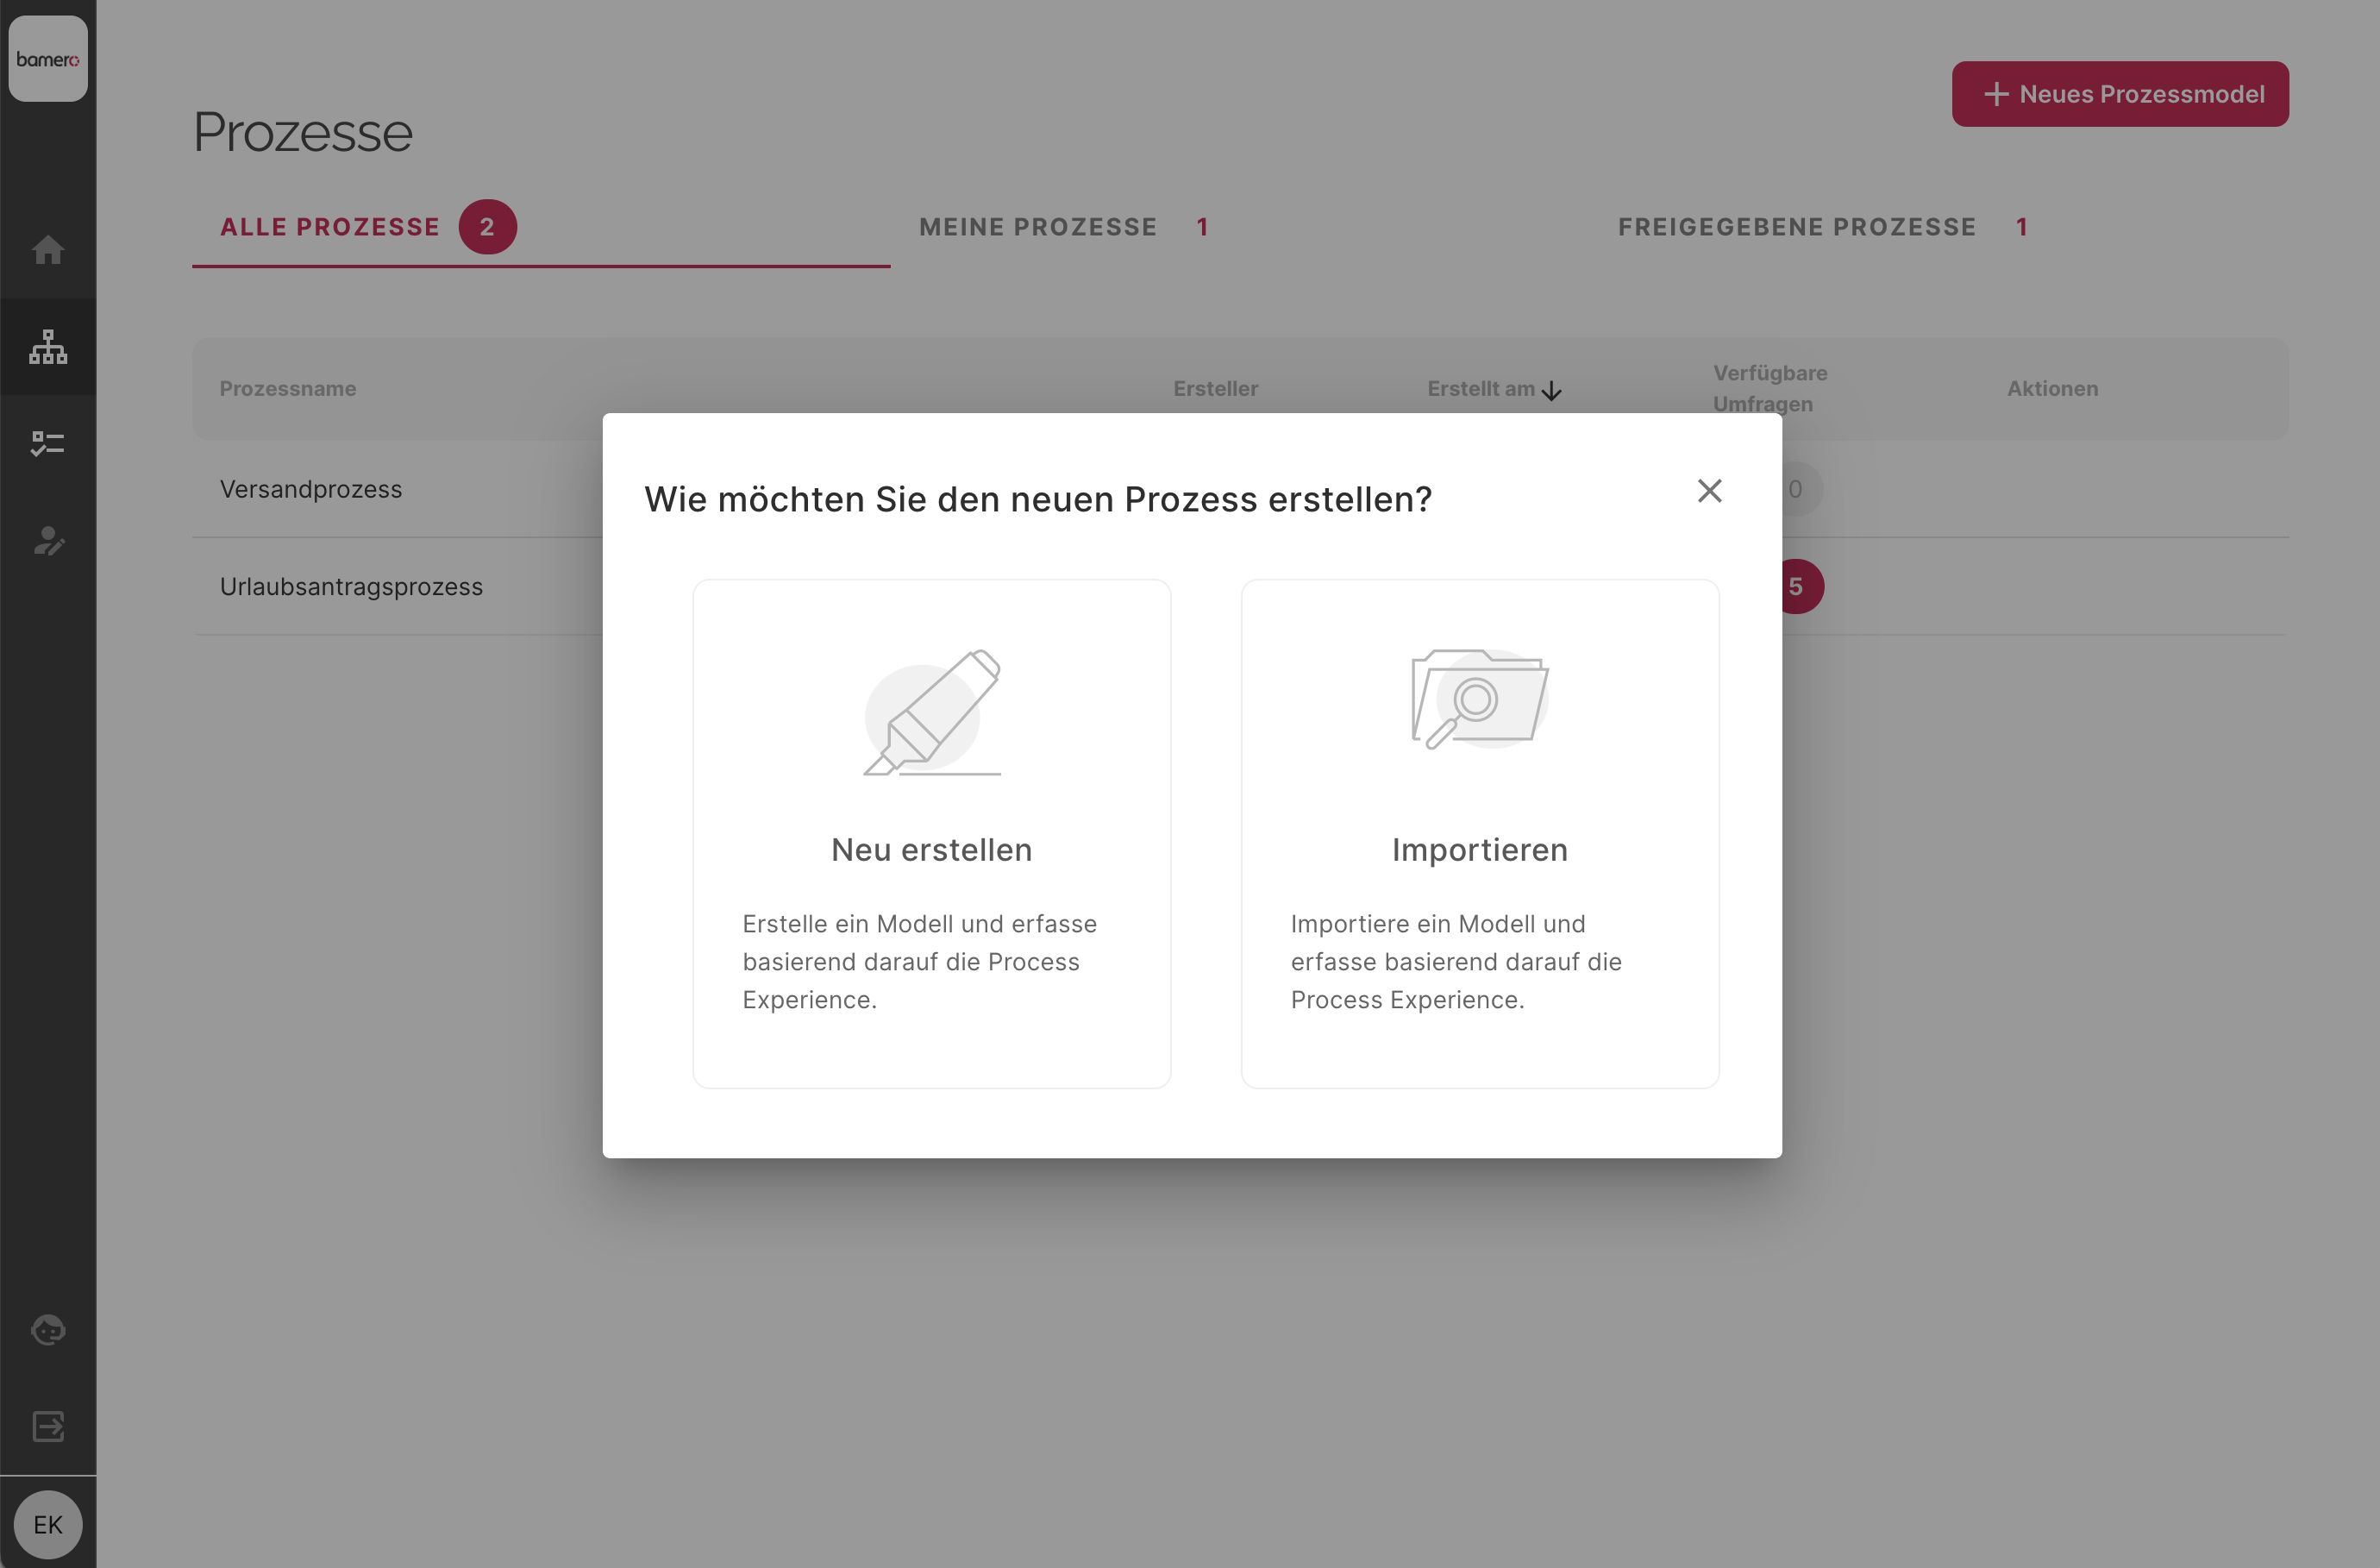 bamero
+ Neues Prozessmodel
Prozesse
ALLE PROZESSE 2 MEINE PROZESSE 1 FREIGEGEBENE PROZESSE 1
Prozessname Ersteller Erstellt am Verfügbare Umfragen Aktionen
Versandprozess 0
Urlaubsantragsprozess 5
Wie möchten Sie den neuen Prozess erstellen?
Neu erstellen
Erstelle ein Modell und erfasse
basierend darauf die Process
Experience.
Importieren
Importiere ein Modell und
erfasse basierend darauf die
Process Experience.
EK